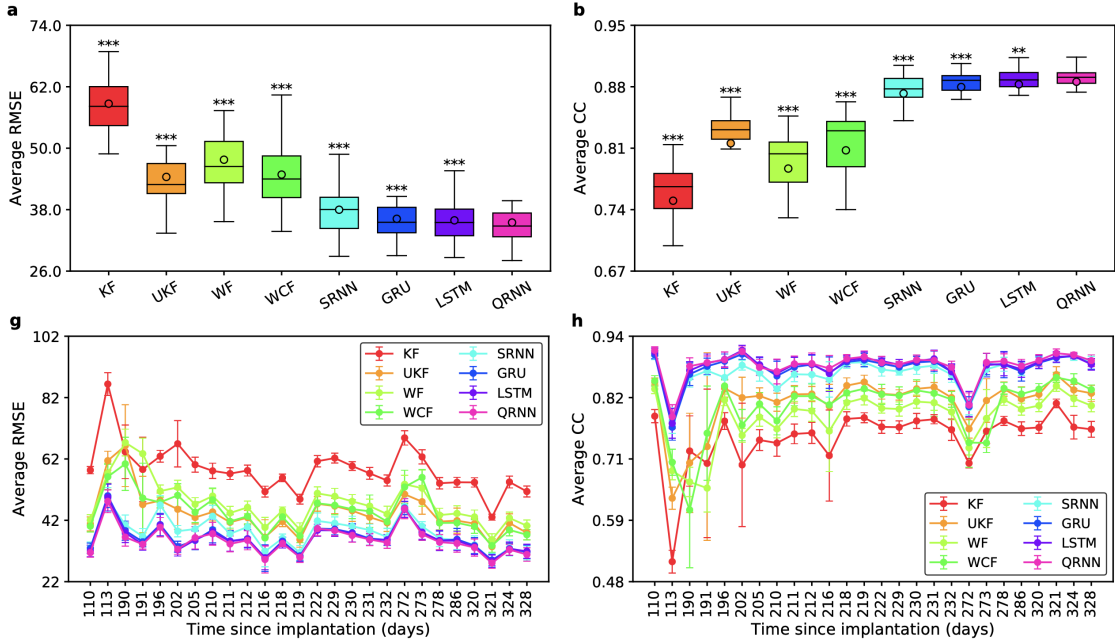 a
Average RMSE
74.0
62.0
50.0
38.0
26.0
***
***
***
***
***
***
***
KF
UKF
WF
WCF
SRNN
GRU
LSTM
QRNN
b
Average CC
0.95
0.88
0.81
0.74
0.67
***
***
***
***
***
***
**
KF
UKF
WF
WCF
SRNN
GRU
LSTM
QRNN
g
Average RMSE
102
82
62
42
22
KF
UKF
WF
WCF
SRNN
GRU
LSTM
QRNN
110
113
190
191
196
202
205
210
211
212
216
218
219
222
229
230
231
232
237
272
273
278
286
320
321
324
328
Time since implantation (days)
h
Average CC
0.94
0.82
0.71
0.59
0.48
KF
UKF
WF
WCF
SRNN
GRU
LSTM
QRNN
110
113
190
191
196
202
205
210
211
212
216
218
219
222
229
230
231
232
237
272
273
278
286
320
321
324
328
Time since implantation (days)